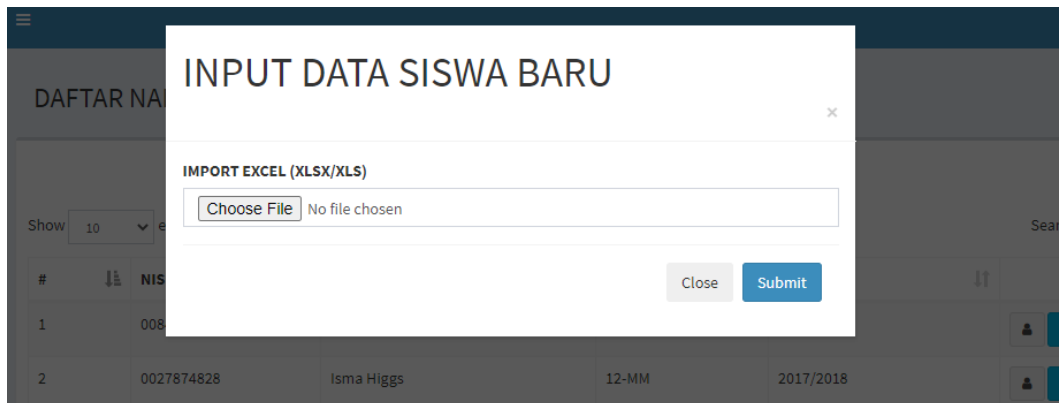 INPUT DATA SISWA BARU
×
DAFTAR NA
IMPORT EXCEL (XLSX/XLS)
Choose File No file chosen
Show 10 e
Sear
Close Submit
# NIS
1 008
2 0027874828 Isma Higgs 12-MM 2017/2018